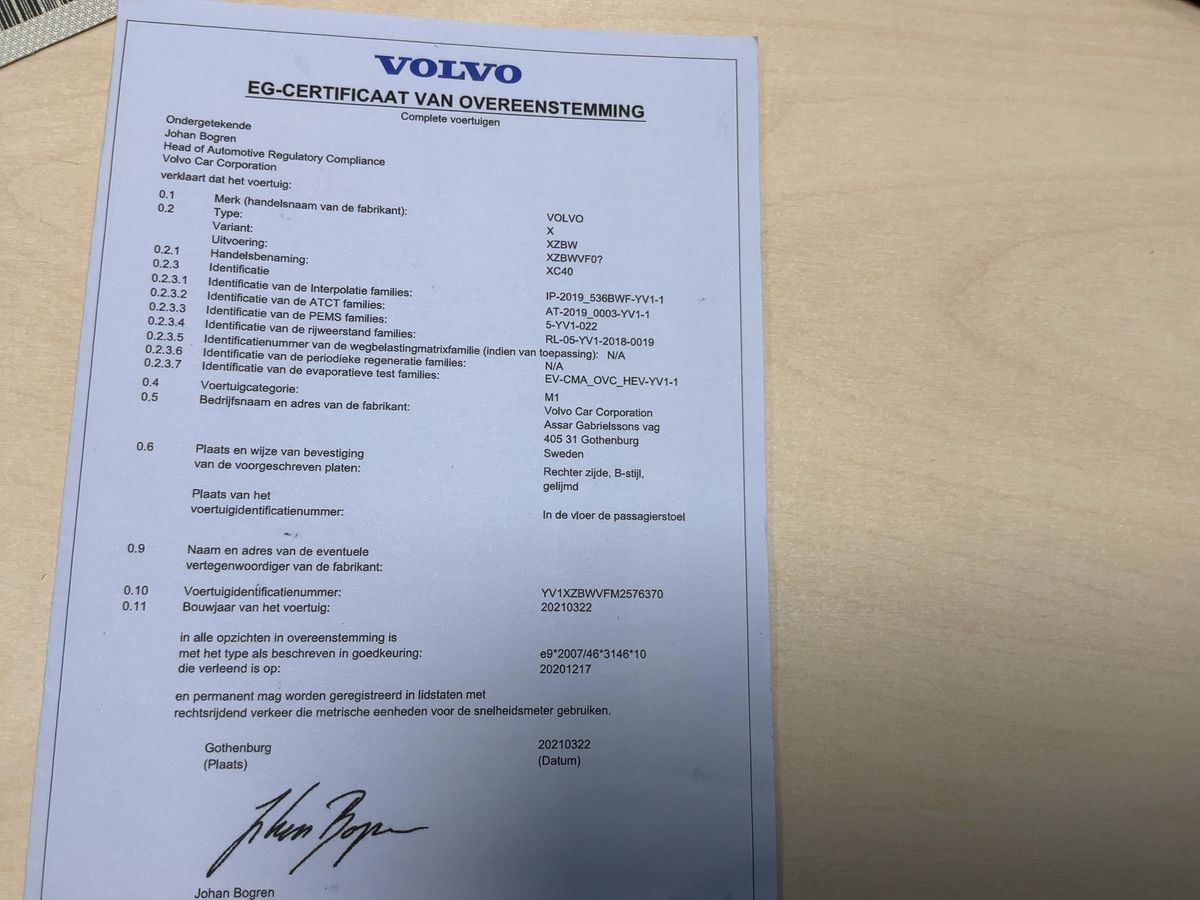 VOLVO
EG-CERTIFICAAT VAN OVEREENSTEMMING
Complete voertuigen
Ondergetekende
Johan Bogren
Head of Automotive Regulatory Compliance
Volvo Car Corporation
verklaart dat het voertuig:
0.1 Merk (handelsnaam van de fabrikant): VOLVO
0.2 Type: X
Variant: XZBW
Uitvoering: XZBWVF0?
0.2.1 Handelsbenaming: XC40
0.2.3 Identificatie
0.2.3.1 Identificatie van de Interpolatie families: IP-2019_536BWF-YV1-1
0.2.3.2 Identificatie van de ATCT families: AT-2019_0003-YV1-1
0.2.3.3 Identificatie van de PEMS families: 5-YV1-022
0.2.3.4 Identificatie van de rijweerstand families: RL-05-YV1-2018-0019
0.2.3.5 Identificatienummer van de wegbelastingmatrixfamilie (indien van toepassing): N/A
0.2.3.6 Identificatie van de periodieke regeneratie families: N/A
0.2.3.7 Identificatie van de evaporatieve test families: EV-CMA_OVC_HEV-YV1-1
0.4 Voertuigcategorie: M1
0.5 Bedrijfsnaam en adres van de fabrikant: Volvo Car Corporation
Assar Gabrielssons vag
405 31 Gothenburg
Sweden
0.6 Plaats en wijze van bevestiging
van de voorgeschreven platen: Rechter zijde, B-stijl,
gelijmd
Plaats van het
voertuigidentificatienummer: In de vloer de passagierstoel
0.9 Naam en adres van de eventuele
vertegenwoordiger van de fabrikant:
0.10 Voertuigidentificatienummer: YV1XZBWVFM2576370
0.11 Bouwjaar van het voertuig: 20210322
in alle opzichten in overeenstemming is
met het type als beschreven in goedkeuring: e9*2007/46*3146*10
die verleend is op: 20201217
en permanent mag worden geregistreerd in lidstaten met
rechtsrijdend verkeer die metrische eenheden voor de snelheidsmeter gebruiken.
Gothenburg 20210322
(Plaats) (Datum)
Johan Bogren
Johan Bogren